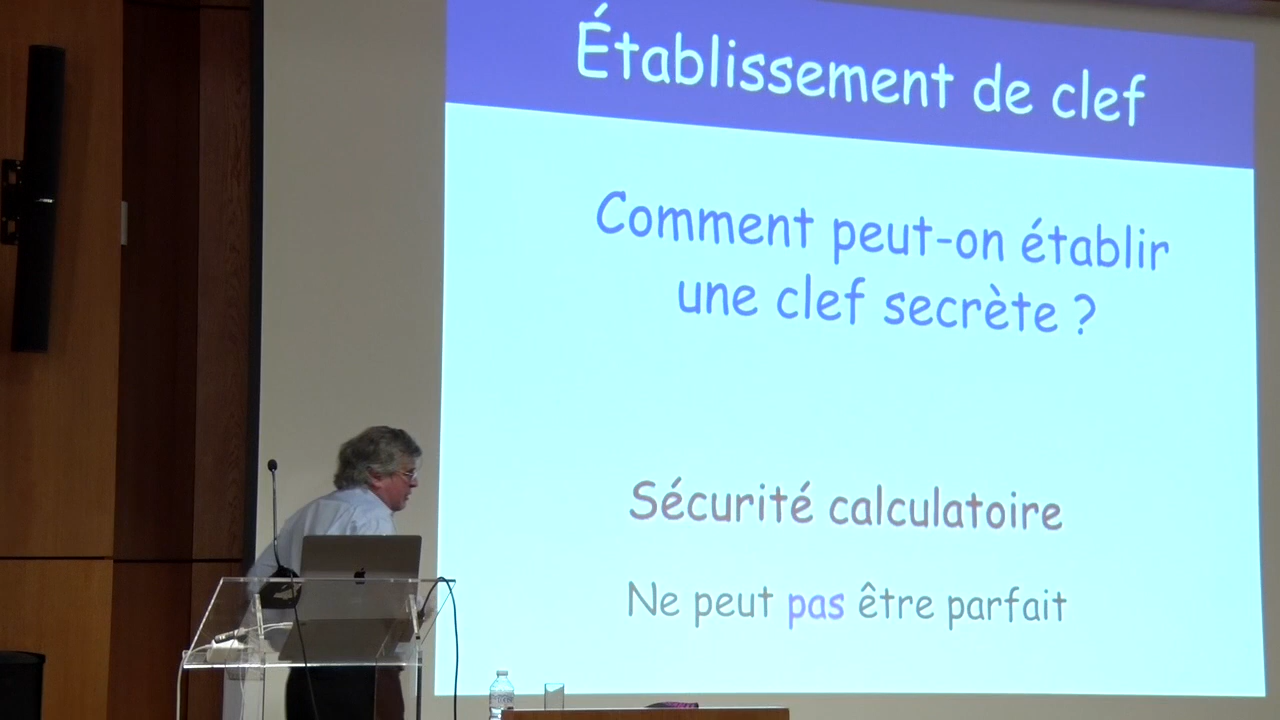 Établissement de clef
Comment peut-on établir
une clef secrète ?
Sécurité calculatoire
Ne peut pas être parfait